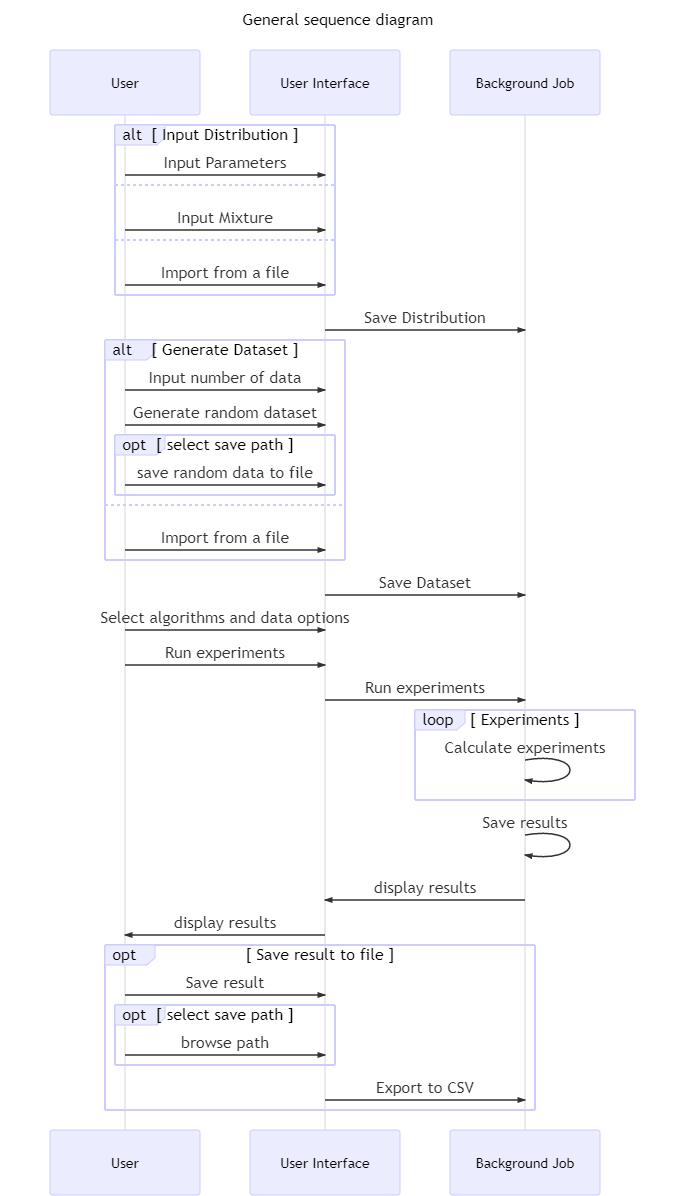 General sequence diagram
User
User Interface
Background Job
alt [ Input Distribution ]
Input Parameters
Input Mixture
Import from a file
Save Distribution
alt [ Generate Dataset ]
Input number of data
Generate random dataset
opt [ select save path ]
save random data to file
Import from a file
Save Dataset
Select algorithms and data options
Run experiments
Run experiments
loop [ Experiments ]
Calculate experiments
Save results
display results
display results
opt [ Save result to file ]
Save result
opt [ select save path ]
browse path
Export to CSV
User
User Interface
Background Job